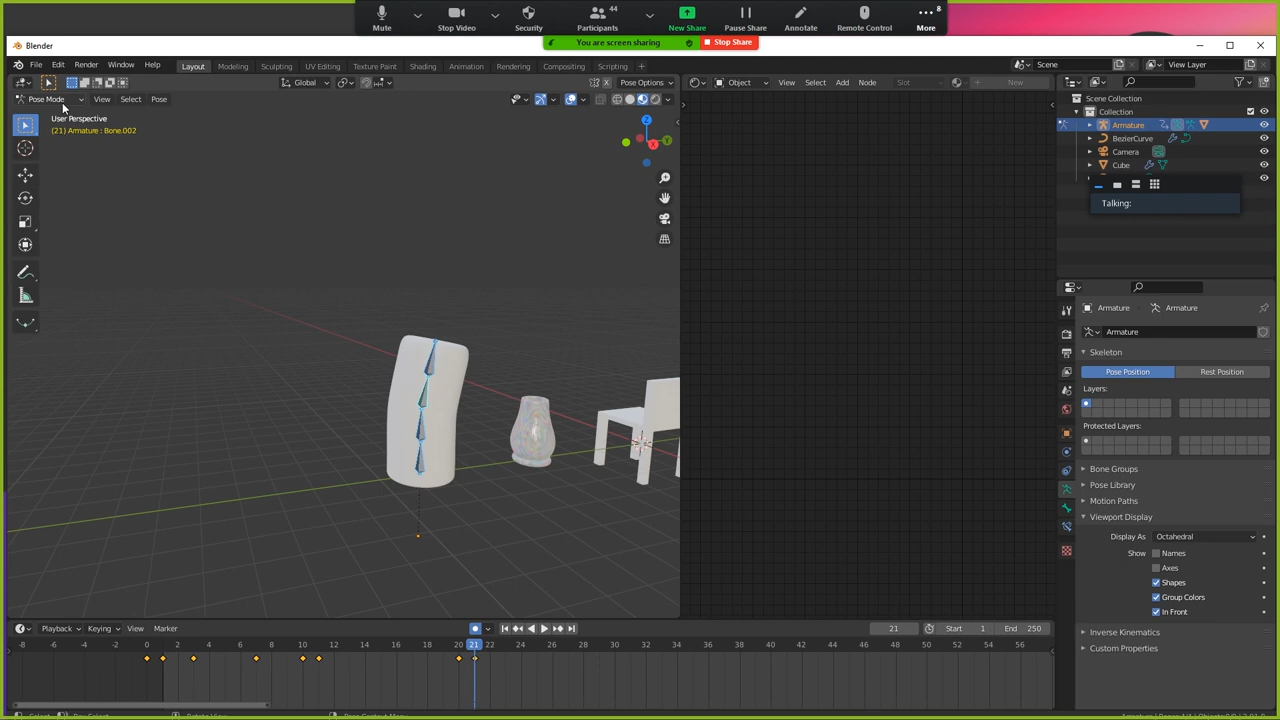 Mute
Stop Video
Security
44
Participants
New Share
Pause Share
Annotate
Remote Control
8
More
You are screen sharing
Stop Share
Blender
File Edit Render Window Help
Layout Modeling Sculpting UV Editing Texture Paint Shading Animation Rendering Compositing Scripting +
Scene
View Layer
Global
Pose Options
Object View Select Add Node Slot New
Pose Mode View Select Pose
User Perspective
(21) Armature : Bone.002
Scene Collection
Collection
Armature
BezierCurve
Camera
Cube
Talking:
Armature Armature
Armature
Skeleton
Pose Position Rest Position
Layers:
Protected Layers:
Bone Groups
Pose Library
Motion Paths
Viewport Display
Display As Octahedral
Show Names
Axes
Shapes
Group Colors
In Front
Inverse Kinematics
Custom Properties
Playback Keying View Marker
21 Start 1 End 250
-8 -6 -4 -2 0 2 4 6 8 10 12 14 16 18 20 21 22 24 26 28 30 32 34 36 38 40 42 44 46 48 50 52 54 56